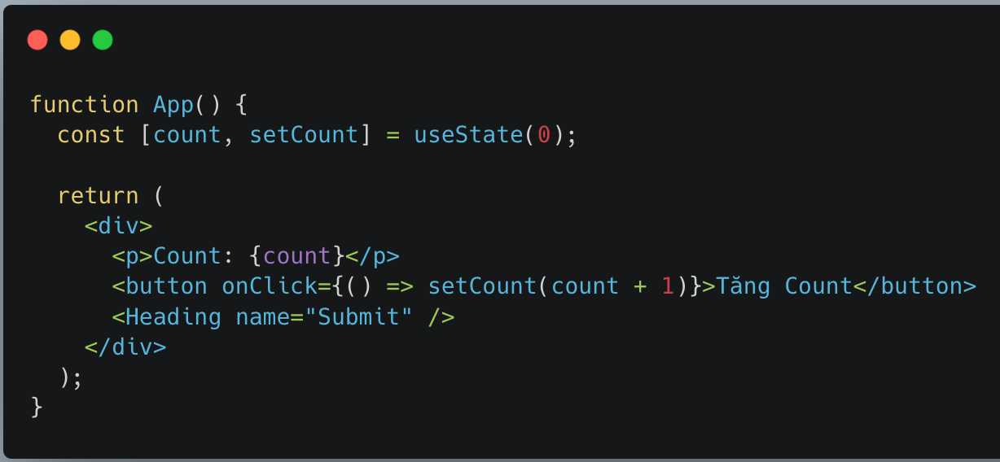 function App() {
  const [count, setCount] = useState(0);

  return (
    <div>
      <p>Count: {count}</p>
      <button onClick={() => setCount(count + 1)}>Tăng Count</button>
      <Heading name="Submit" />
    </div>
  );
}